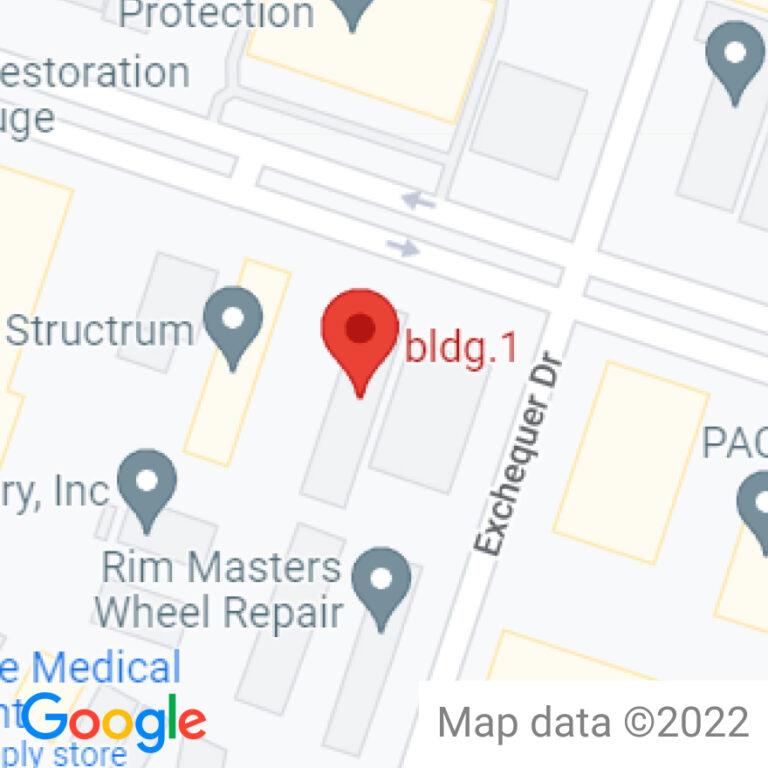 Protection
estoration
uge
Structrum
bldg.1
Exchequer Dr
PAC
ry, Inc
Rim Masters
Wheel Repair
e Medical
nt
ply store
Google
Map data ©2022